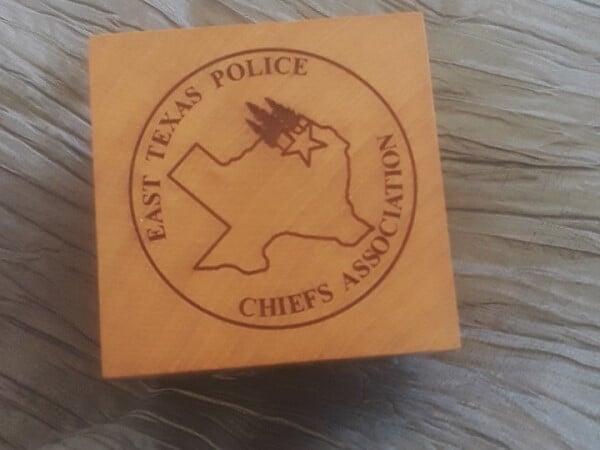 EAST TEXAS POLICE
CHIEFS ASSOCIATION